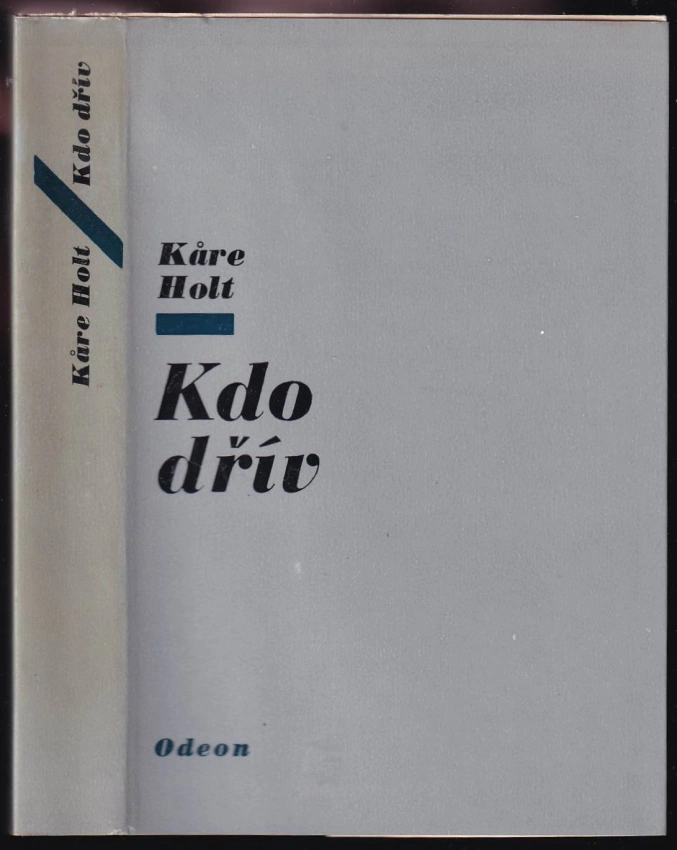 Kåre Holt / Kdo dřív
Kåre
Holt
Kdo
dřív
Odeon